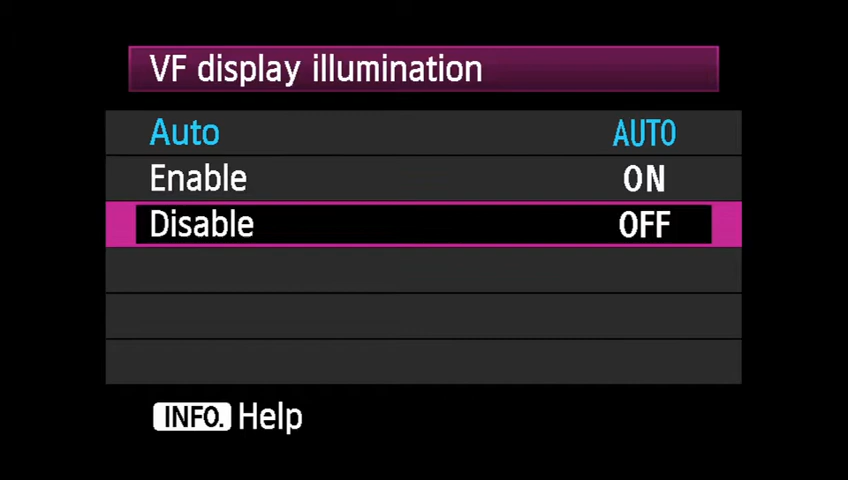 VF display illumination
Auto AUTO
Enable ON
Disable OFF
INFO. Help